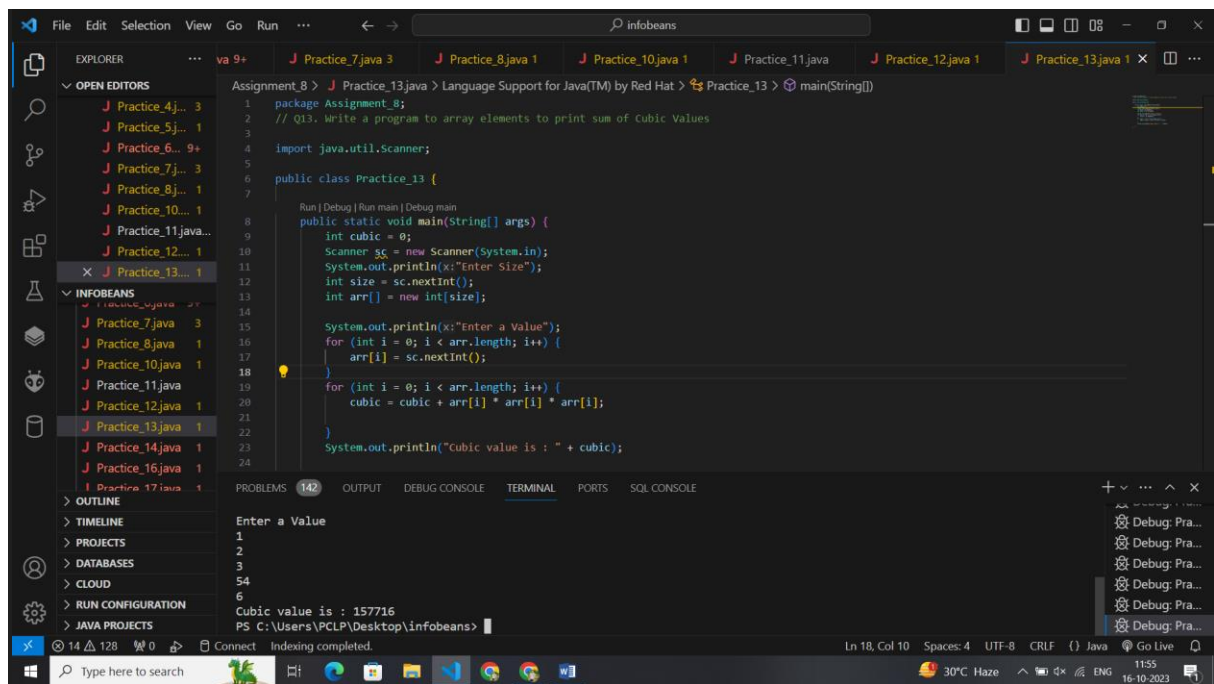 File Edit Selection View Go Run ··· infobeans
EXPLORER ···
va 9+ Practice_7.java 3 Practice_8.java 1 Practice_10.java 1 Practice_11.java Practice_12.java 1 Practice_13.java 1
OPEN EDITORS
Practice_4.j... 3
Practice_5.j... 1
Practice_6... 9+
Practice_7.j... 3
Practice_8.j... 1
Practice_10.... 1
Practice_11.java...
Practice_12.... 1
Practice_13.... 1
INFOBEANS
Practice_7.java 3
Practice_8.java 1
Practice_10.java 1
Practice_11.java
Practice_12.java 1
Practice_13.java 1
Practice_14.java 1
Practice_16.java 1
Practice_17.java 1
OUTLINE
TIMELINE
PROJECTS
DATABASES
CLOUD
RUN CONFIGURATION
JAVA PROJECTS
Assignment_8 > Practice_13.java > Language Support for Java(TM) by Red Hat > Practice_13 > main(String[])
1 package Assignment_8;
2 // Q13. Write a program to array elements to print sum of Cubic Values
3
4 import java.util.Scanner;
5
6 public class Practice_13 {
7
Run | Debug | Run main | Debug main
8 public static void main(String[] args) {
9 int cubic = 0;
10 Scanner sc = new Scanner(System.in);
11 System.out.println(x:"Enter Size");
12 int size = sc.nextInt();
13 int arr[] = new int[size];
14
15 System.out.println(x:"Enter a Value");
16 for (int i = 0; i < arr.length; i++) {
17 arr[i] = sc.nextInt();
18 }
19 for (int i = 0; i < arr.length; i++) {
20 cubic = cubic + arr[i] * arr[i] * arr[i];
21
22 }
23 System.out.println("Cubic value is : " + cubic);
24
PROBLEMS 142 OUTPUT DEBUG CONSOLE TERMINAL PORTS SQL CONSOLE
Enter a Value
1
2
3
54
6
Cubic value is : 157716
PS C:\Users\PCLP\Desktop\infobeans>
Debug: Pra...
Debug: Pra...
Debug: Pra...
Debug: Pra...
Debug: Pra...
Debug: Pra...
14 128 0 Connect Indexing completed. Ln 18, Col 10 Spaces: 4 UTF-8 CRLF {} Java Go Live
Type here to search 30°C Haze ENG 11:55
16-10-2023